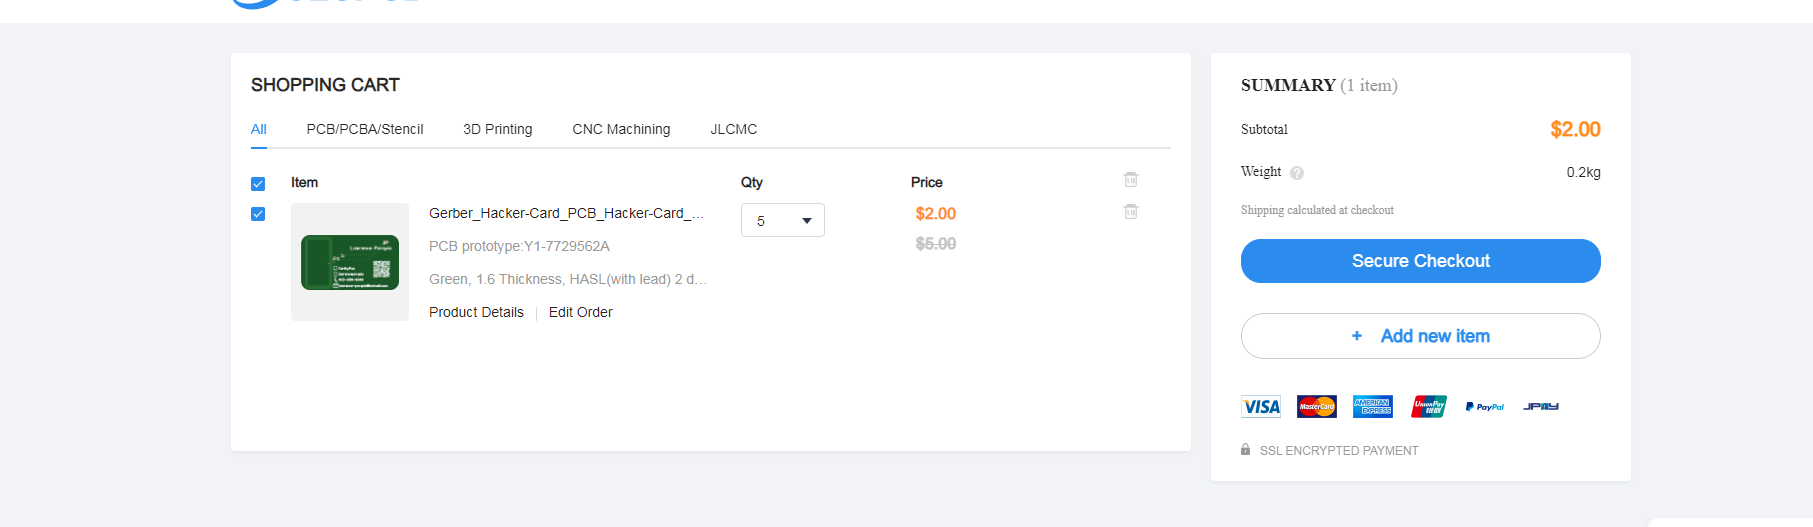 SHOPPING CART
All PCB/PCBA/Stencil 3D Printing CNC Machining JLCMC
Item Qty Price
Gerber_Hacker-Card_PCB_Hacker-Card_... 5 $2.00
PCB prototype:Y1-7729562A $5.00
Green, 1.6 Thickness, HASL(with lead) 2 d...
Product Details Edit Order
SUMMARY (1 item)
Subtotal $2.00
Weight ? 0.2kg
Shipping calculated at checkout
Secure Checkout
+ Add new item
VISA MasterCard AMERICAN EXPRESS UnionPay PayPal JPAY
SSL ENCRYPTED PAYMENT